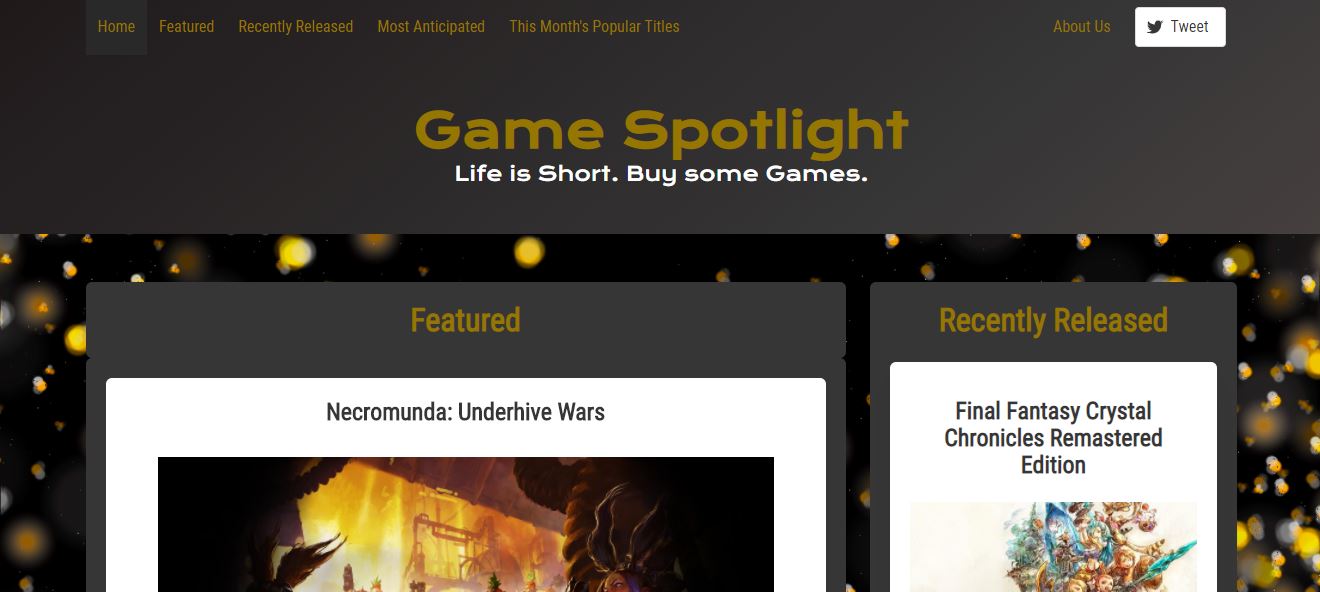 Home Featured Recently Released Most Anticipated This Month's Popular Titles About Us Tweet
Game Spotlight
Life is Short. Buy some Games.
Featured
Necromunda: Underhive Wars
Recently Released
Final Fantasy Crystal
Chronicles Remastered
Edition